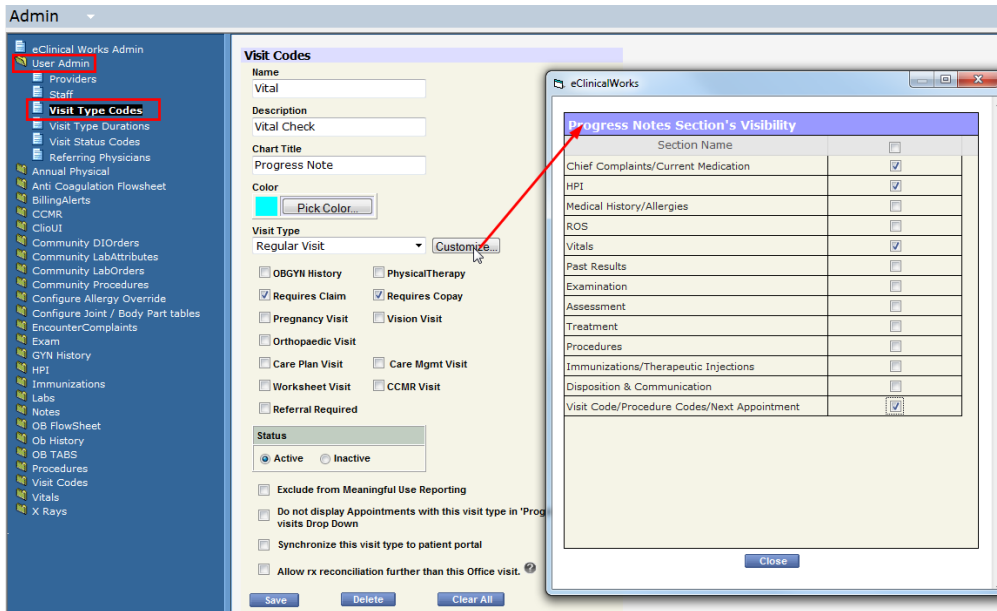 Admin
eClinical Works Admin
User Admin
Providers
Staff
Visit Type Codes
Visit Type Durations
Visit Status Codes
Referring Physicians
Annual Physical
Anti Coagulation Flowsheet
BillingAlerts
CCMR
ClioUI
Community DIOrders
Community LabAttributes
Community LabOrders
Community Procedures
Configure Allergy Override
Configure Joint / Body Part tables
EncounterComplaints
Exam
GYN History
HPI
Immunizations
Labs
Notes
OB FlowSheet
Ob History
OB TABS
Procedures
Visit Codes
Vitals
X Rays
Visit Codes
Name
Vital
Description
Vital Check
Chart Title
Progress Note
Color
Pick Color...
Visit Type
Regular Visit Customize...
OBGYN History PhysicalTherapy
Requires Claim Requires Copay
Pregnancy Visit Vision Visit
Orthopaedic Visit
Care Plan Visit Care Mgmt Visit
Worksheet Visit CCMR Visit
Referral Required
Status
Active Inactive
Exclude from Meaningful Use Reporting
Do not display Appointments with this visit type in 'Prog
visits Drop Down
Synchronize this visit type to patient portal
Allow rx reconciliation further than this Office visit. ?
Save Delete Clear All
eClinicalWorks
Progress Notes Section's Visibility
Section Name
Chief Complaints/Current Medication
HPI
Medical History/Allergies
ROS
Vitals
Past Results
Examination
Assessment
Treatment
Procedures
Immunizations/Therapeutic Injections
Disposition & Communication
Visit Code/Procedure Codes/Next Appointment
Close